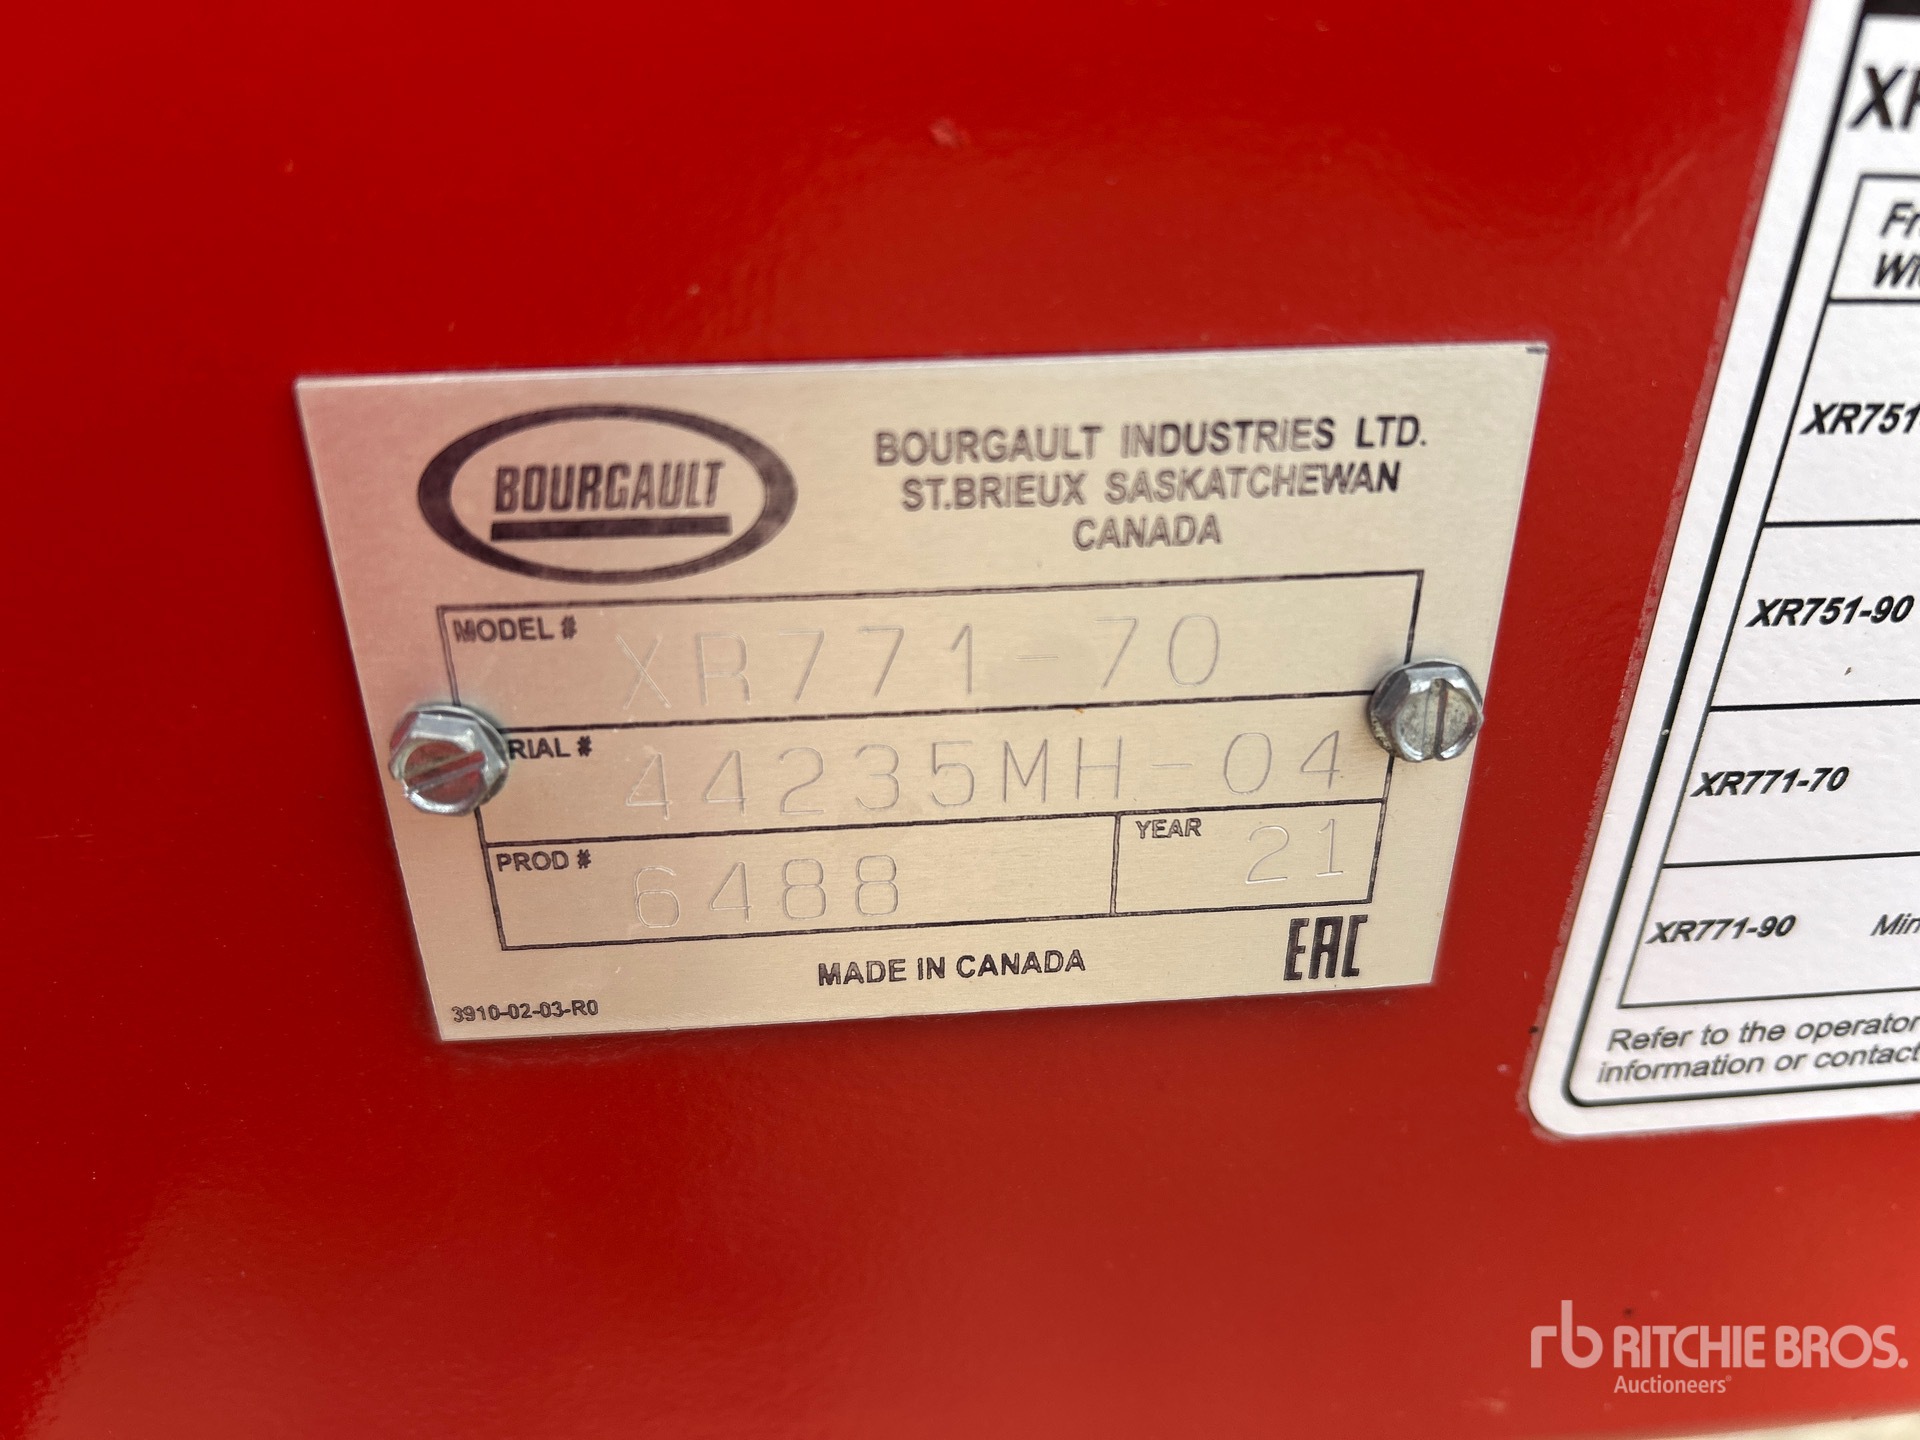 BOURGAULT
BOURGAULT INDUSTRIES LTD.
ST.BRIEUX SASKATCHEWAN
CANADA
MODEL # XR771-70
RIAL # 44235MH-04
PROD # 6488
YEAR 21
MADE IN CANADA
EAC
3910-02-03-R0
XR751-90
XR771-70
XR771-90
Refer to the operator
information or contact
rb RITCHIE BROS.
Auctioneers